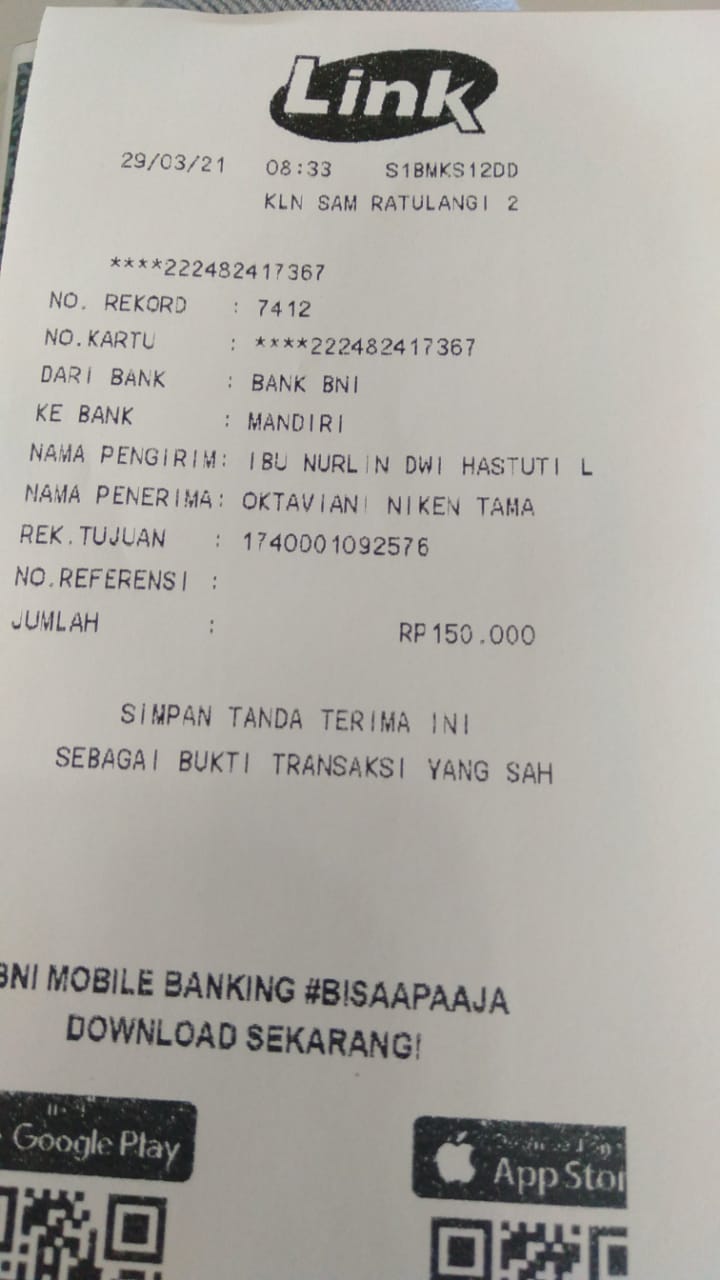 Link
29/03/21 08:33 S1BMKS12DD
KLN SAM RATULANGI 2
****222482417367
NO. REKORD : 7412
NO.KARTU : ****222482417367
DARI BANK : BANK BNI
KE BANK : MANDIRI
NAMA PENGIRIM: IBU NURLIN DWI HASTUTI L
NAMA PENERIMA: OKTAVIANI NIKEN TAMA
REK.TUJUAN : 1740001092576
NO.REFERENSI :
JUMLAH : RP150.000
SIMPAN TANDA TERIMA INI
SEBAGAI BUKTI TRANSAKSI YANG SAH
BNI MOBILE BANKING #BISAAPAAJA
DOWNLOAD SEKARANG!
Google Play
App Stor